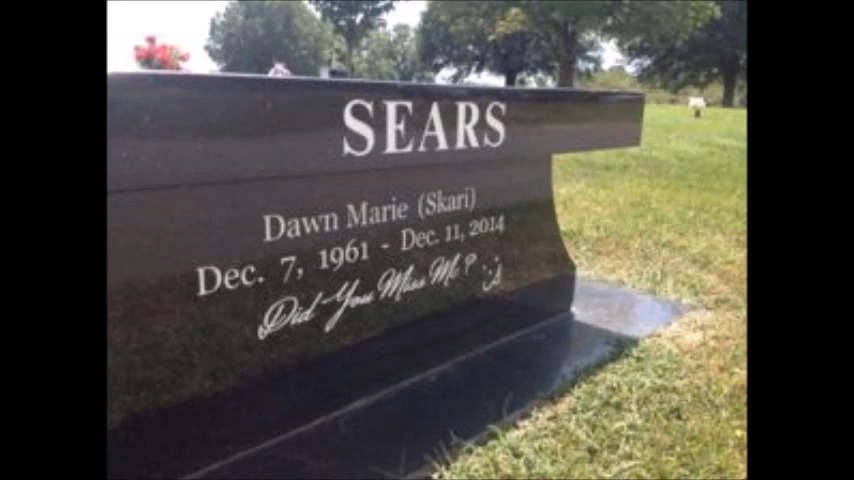 SEARS
Dawn Marie (Skari)
Dec. 7, 1961 - Dec. 11, 2014
Did You Miss Me? :)